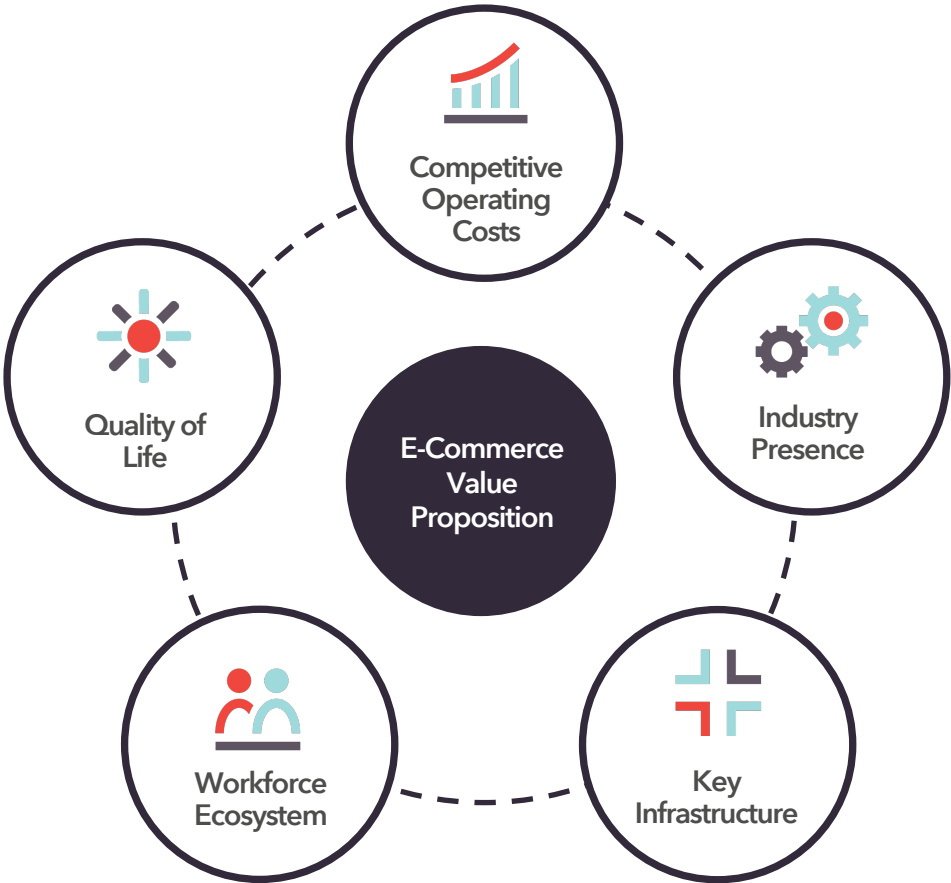 Competitive
Operating
Costs
Quality of
Life
Industry
Presence
E-Commerce
Value
Proposition
Workforce
Ecosystem
Key
Infrastructure